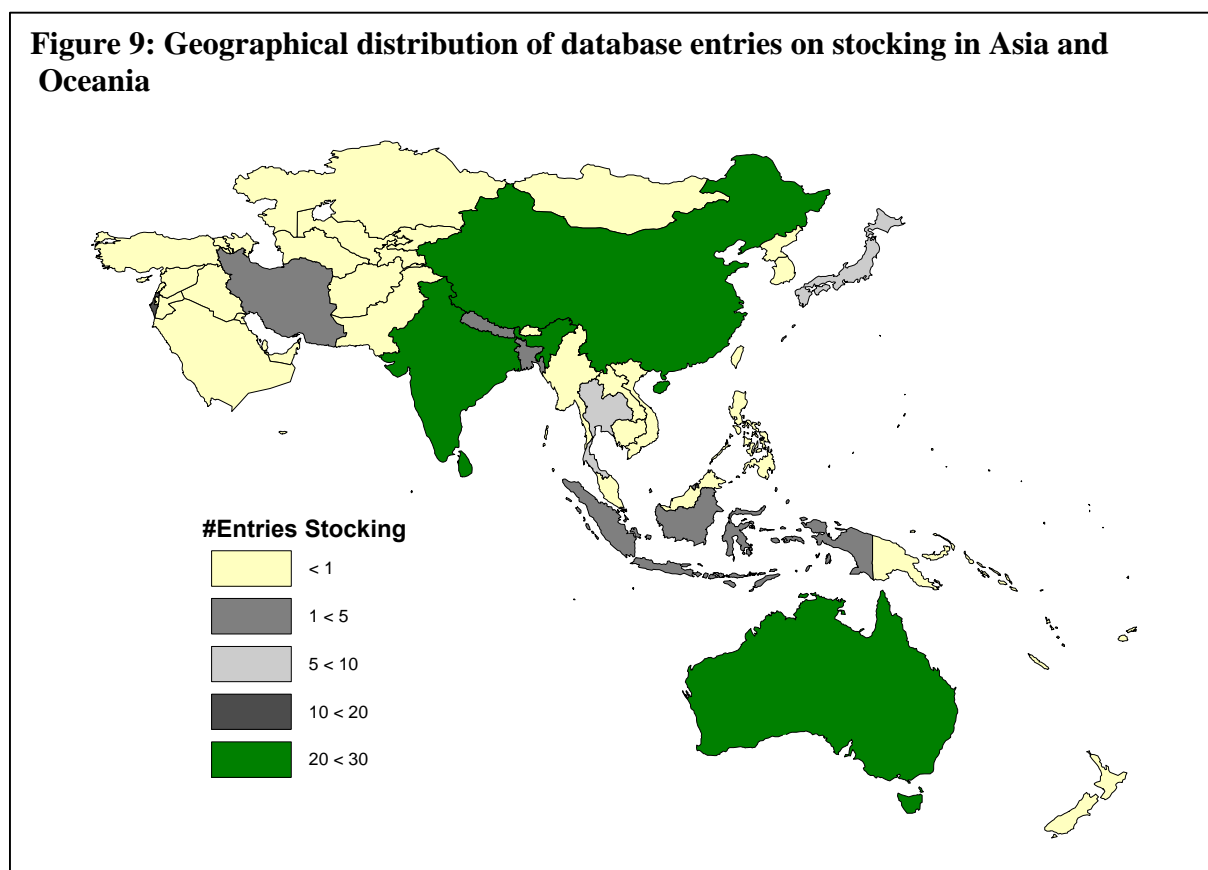 Figure 9: Geographical distribution of database entries on stocking in Asia and
Oceania
#Entries Stocking
< 1
1 < 5
5 < 10
10 < 20
20 < 30